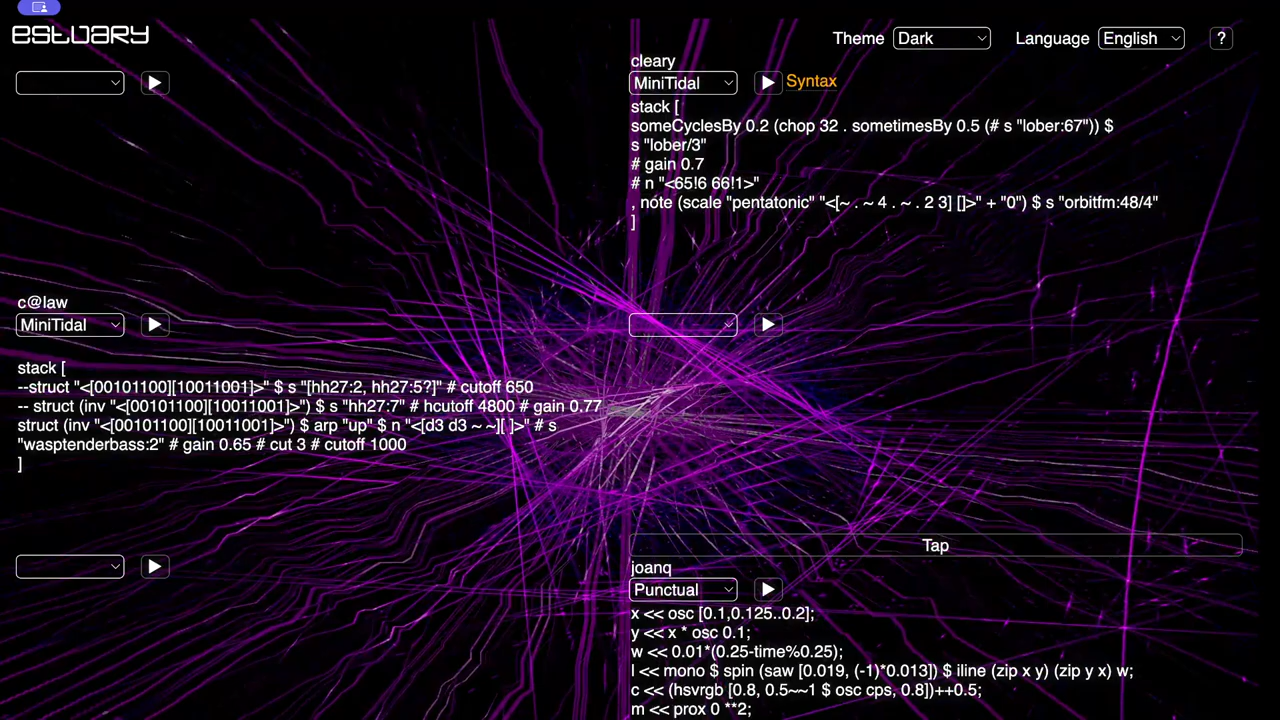 estuary
Theme Dark Language English ?
cleary
MiniTidal Syntax
stack [
someCyclesBy 0.2 (chop 32 . sometimesBy 0.5 (# s "lober:67")) $
s "lober/3"
# gain 0.7
# n "<65!6 66!1>"
, note (scale "pentatonic" "<[~ . ~ 4 . ~ . 2 3] []>" + "0") $ s "orbitfm:48/4"
]
c@law
MiniTidal
stack [
--struct "<[00101100][10011001]>" $ s "[hh27:2, hh27:5?]" # cutoff 650
-- struct (inv "<[00101100][10011001]>") $ s "hh27:7" # hcutoff 4800 # gain 0.77
struct (inv "<[00101100][10011001]>") $ arp "up" $ n "<[d3 d3 ~ ~][ ]>" # s
"wasptenderbass:2" # gain 0.65 # cut 3 # cutoff 1000
]
Tap
joanq
Punctual
x << osc [0.1,0.125..0.2];
y << x * osc 0.1;
w << 0.01*(0.25-time%0.25);
l << mono $ spin (saw [0.019, (-1)*0.013]) $ iline (zip x y) (zip y x) w;
c << (hsvrgb [0.8, 0.5~~1 $ osc cps, 0.8])++0.5;
m << prox 0 **2;